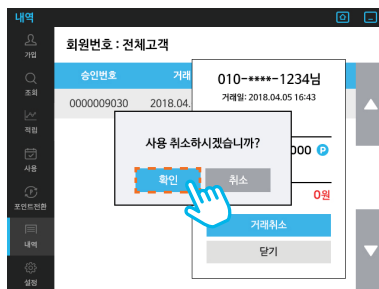 내역
가입
조회
적립
사용
포인트전환
내역
설정
회원번호 : 전체고객
승인번호 거래
0000009030 2018.04.
010-****-1234님
거래일: 2018.04.05 16:43
000 P
0원
거래취소
닫기
사용 취소하시겠습니까?
확인 취소